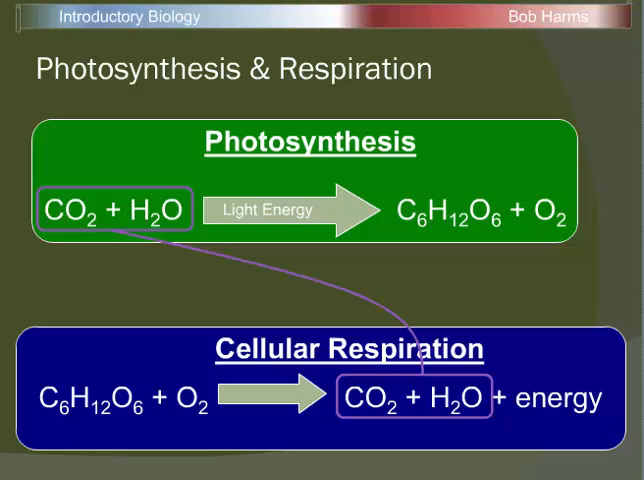 Introductory Biology Bob Harms
Photosynthesis & Respiration
Photosynthesis
CO2 + H2O Light Energy C6H12O6 + O2
Cellular Respiration
C6H12O6 + O2 CO2 + H2O + energy